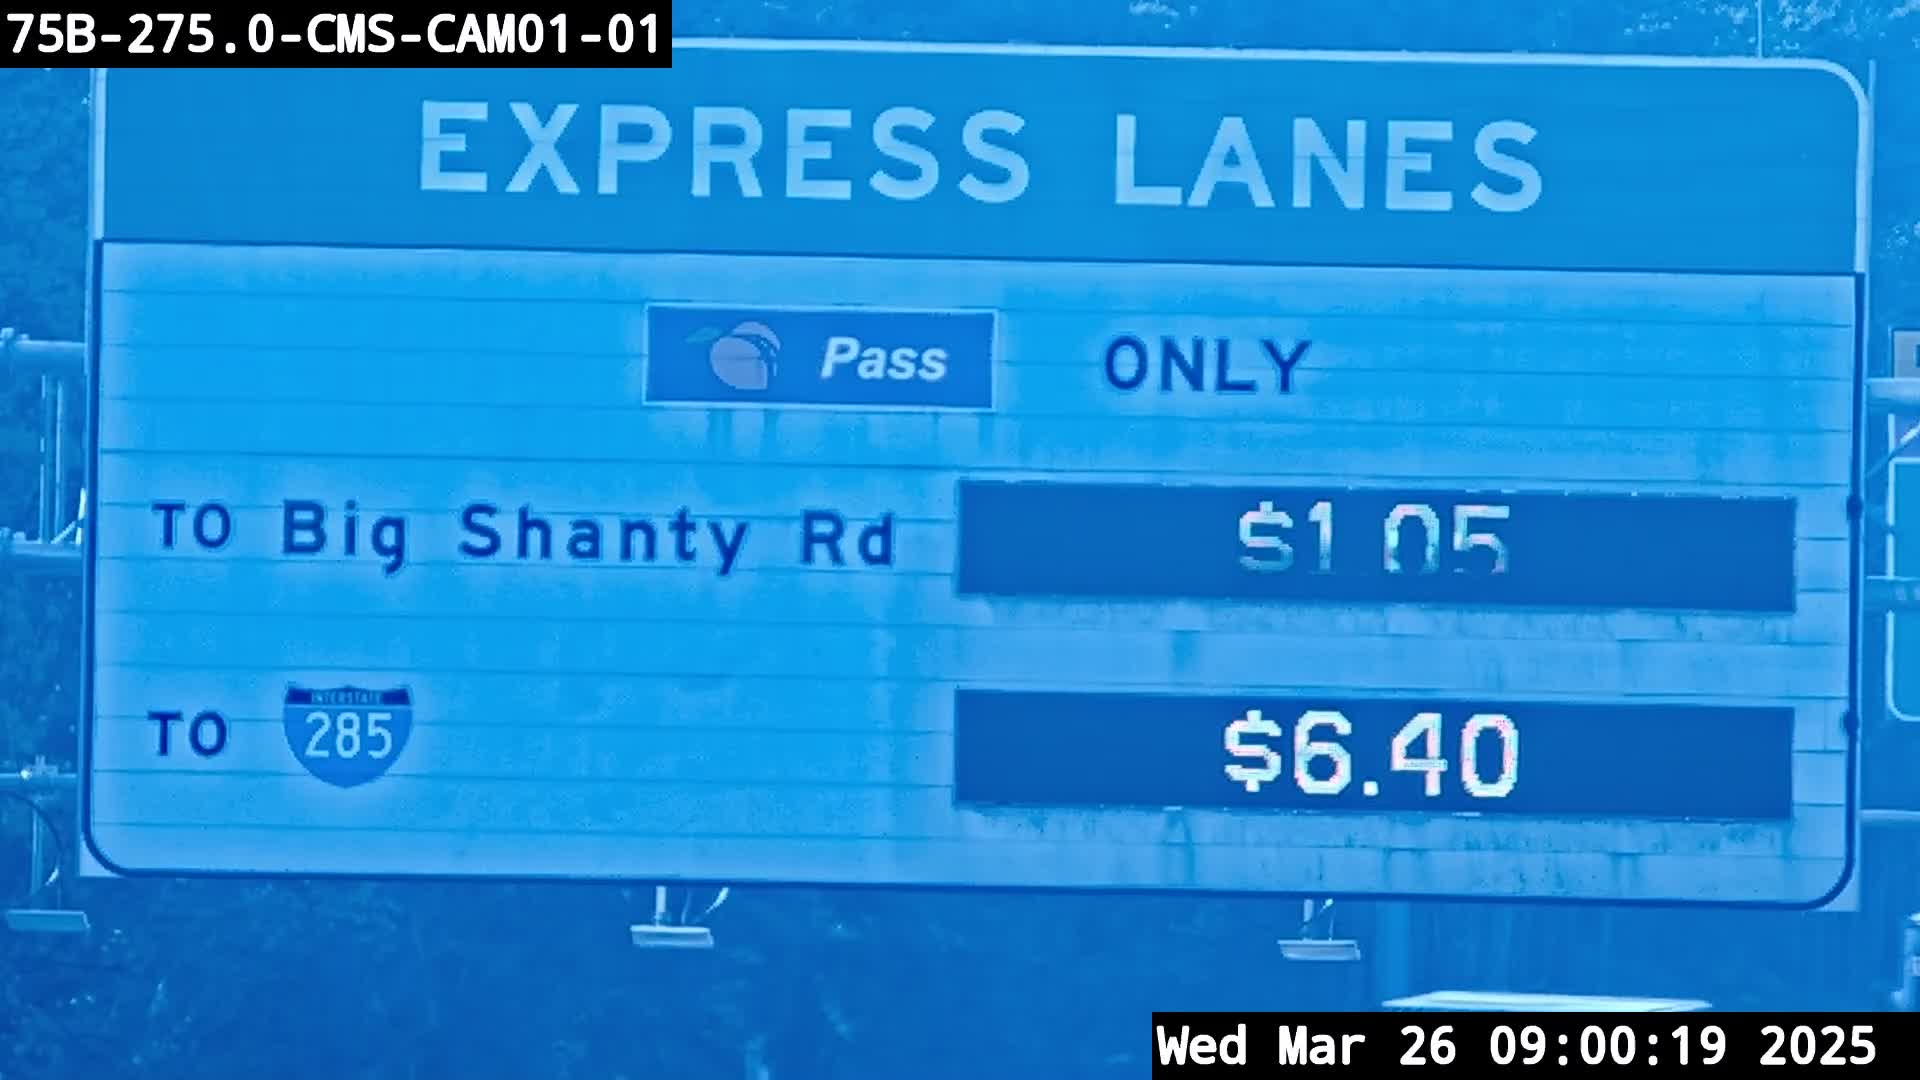 75B-275.0-CMS-CAM01-01
EXPRESS LANES
Pass ONLY
TO Big Shanty Rd $1 05
TO INTERSTATE 285 $6.40
Wed Mar 26 09:00:19 2025